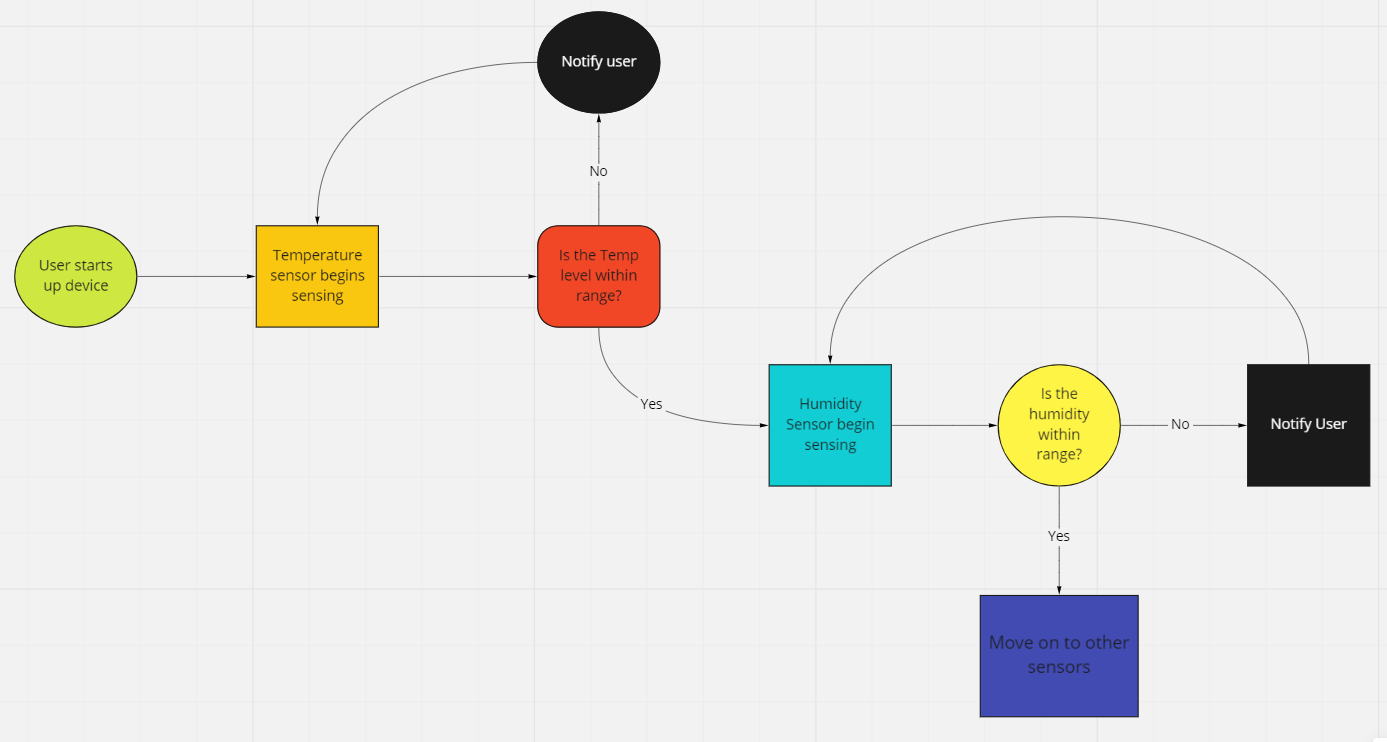 Notify user
No
User starts
up device
Temperature
sensor begins
sensing
Is the Temp
level within
range?
Yes
Humidity
Sensor begin
sensing
Is the
humidity
within
range?
No
Notify User
Yes
Move on to other
sensors